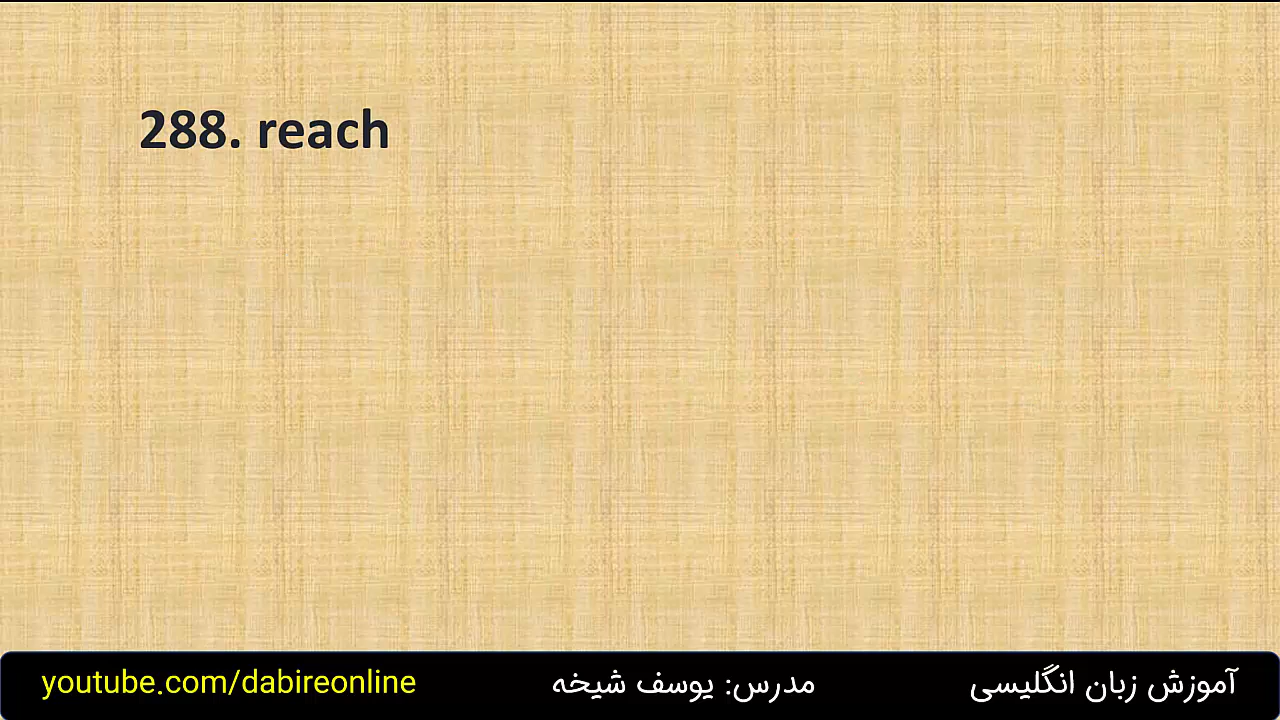 288. reach
youtube.com/dabireonline مدرس: یوسف شیخه آموزش زبان انگلیسی